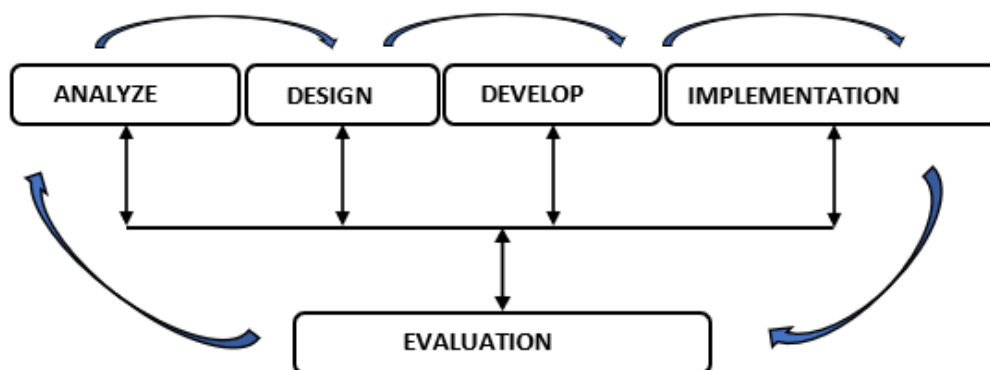 ANALYZE
DESIGN
DEVELOP
IMPLEMENTATION
EVALUATION